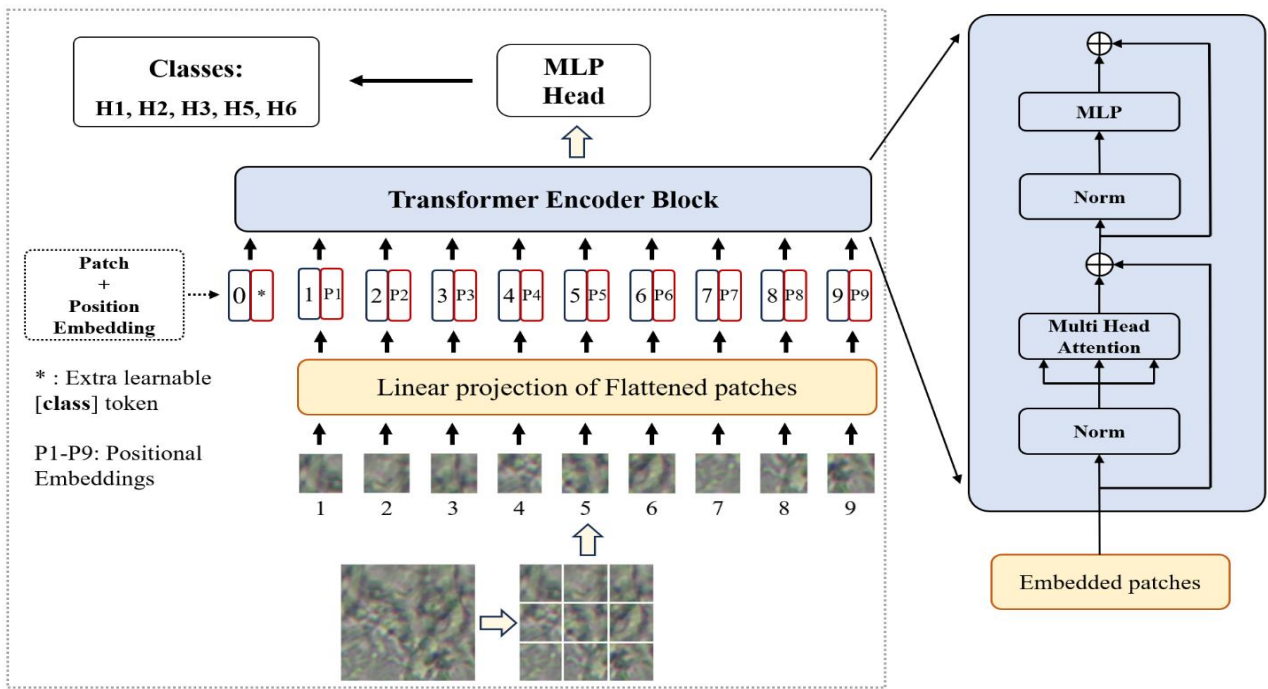 Classes:
H1, H2, H3, H5, H6
MLP
Head
Transformer Encoder Block
Patch
+
Position
Embedding
0 * 1 P1 2 P2 3 P3 4 P4 5 P5 6 P6 7 P7 8 P8 9 P9
* : Extra learnable
[class] token
P1-P9: Positional
Embeddings
Linear projection of Flattened patches
1 2 3 4 5 6 7 8 9
MLP
Norm
Multi Head
Attention
Norm
Embedded patches